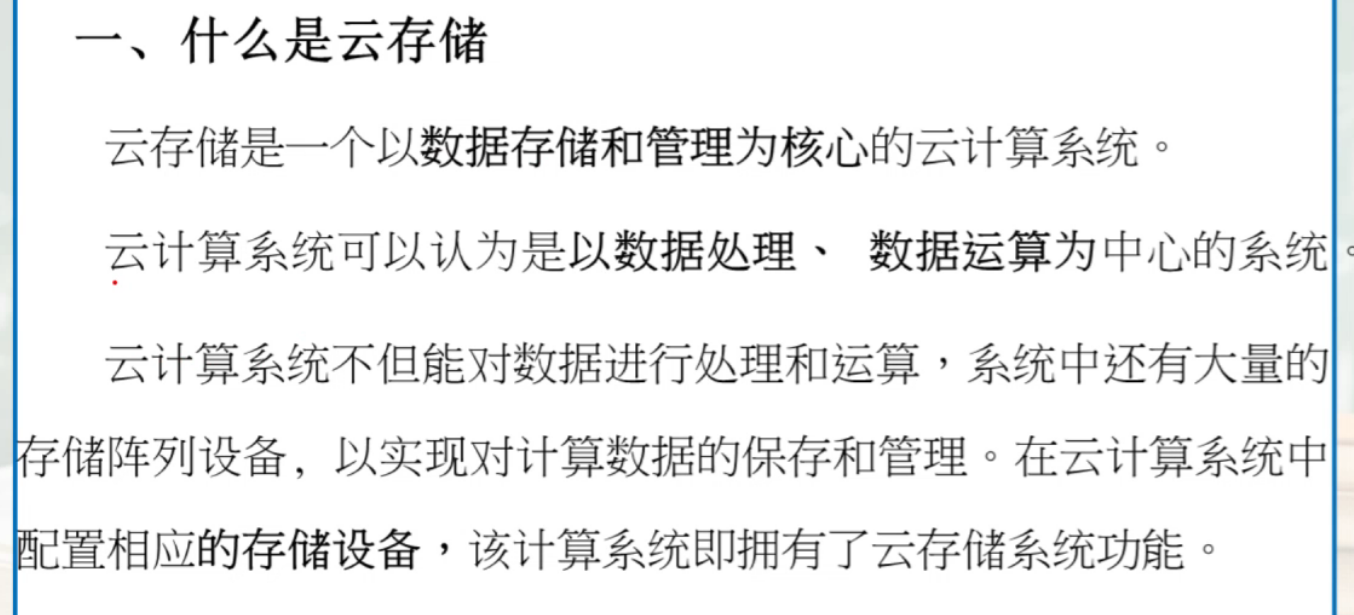 一、什么是云存储
云存储是一个以数据存储和管理为核心的云计算系统。
云计算系统可以认为是以数据处理、 数据运算为中心的系统。
云计算系统不但能对数据进行处理和运算，系统中还有大量的
存储阵列设备, 以实现对计算数据的保存和管理。在云计算系统中
配置相应的存储设备，该计算系统即拥有了云存储系统功能。